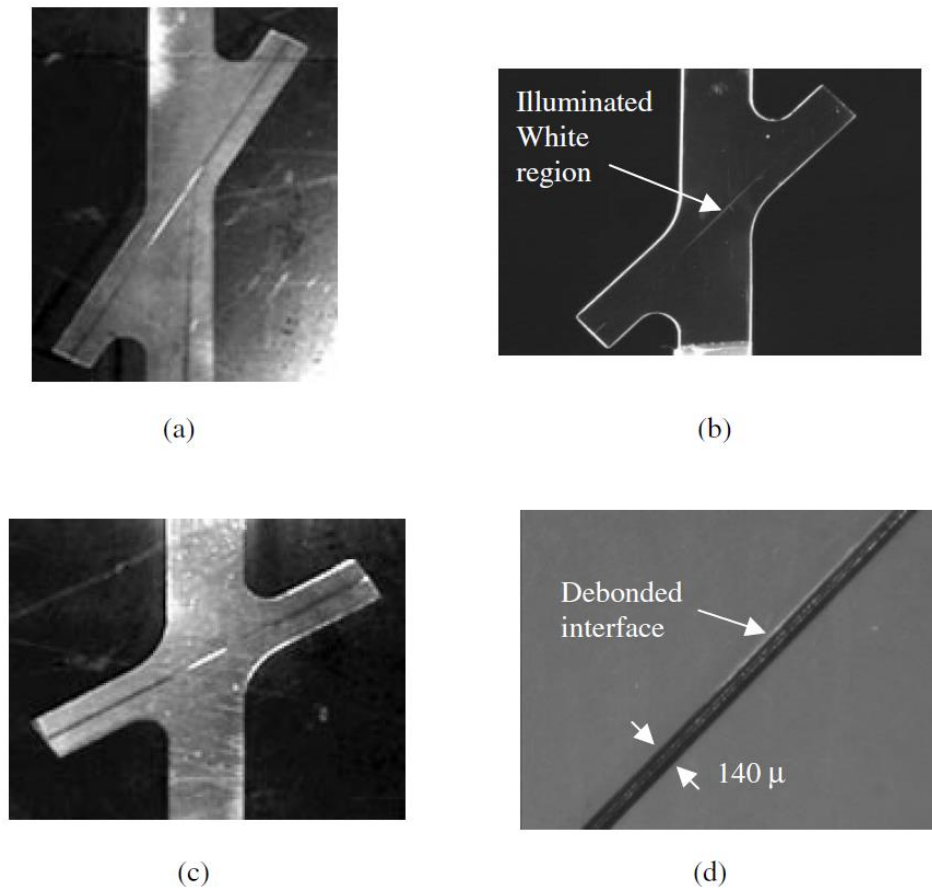 Illuminated
White
region
(a)
(b)
Debonded
interface
140 μ
(c)
(d)